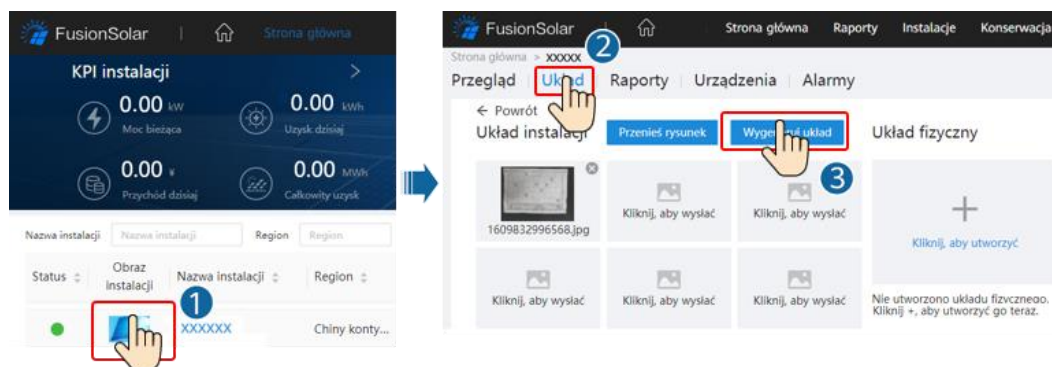 FusionSolar
Strona główna
KPI instalacji
>
0.00 kW
Moc bieżąca
0.00 kWh
Uzysk dzisiaj
0.00 ¥
Przychód dzisiaj
0.00 MWh
Całkowity uzysk
Nazwa instalacji
Nazwa instalacji
Region
Region
Status
Obraz
instalacji
Nazwa instalacji
Region
1
XXXXXX
Chiny konty...
FusionSolar
Strona główna Raporty Instalacje Konserwacja
Strona główna > XXXXX
2
Przegląd Układ Raporty Urządzenia Alarmy
← Powrót
Układ instalacji
Przenieś rysunek
Wygeneruj układ
Układ fizyczny
3
1609832996568.jpg
Kliknij, aby wysłać
Kliknij, aby wysłać
+
Kliknij, aby utworzyć
Kliknij, aby wysłać
Kliknij, aby wysłać
Kliknij, aby wysłać
Nie utworzono układu fizycznego.
Kliknij +, aby utworzyć go teraz.